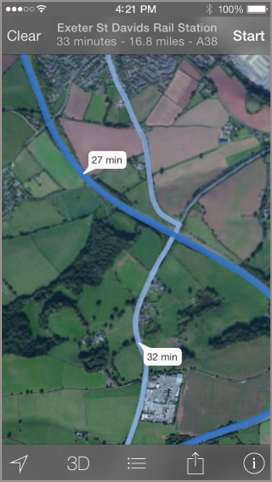 4:21 PM 100%
Clear Exeter St Davids Rail Station Start
33 minutes - 16.8 miles - A38
27 min
32 min
3D